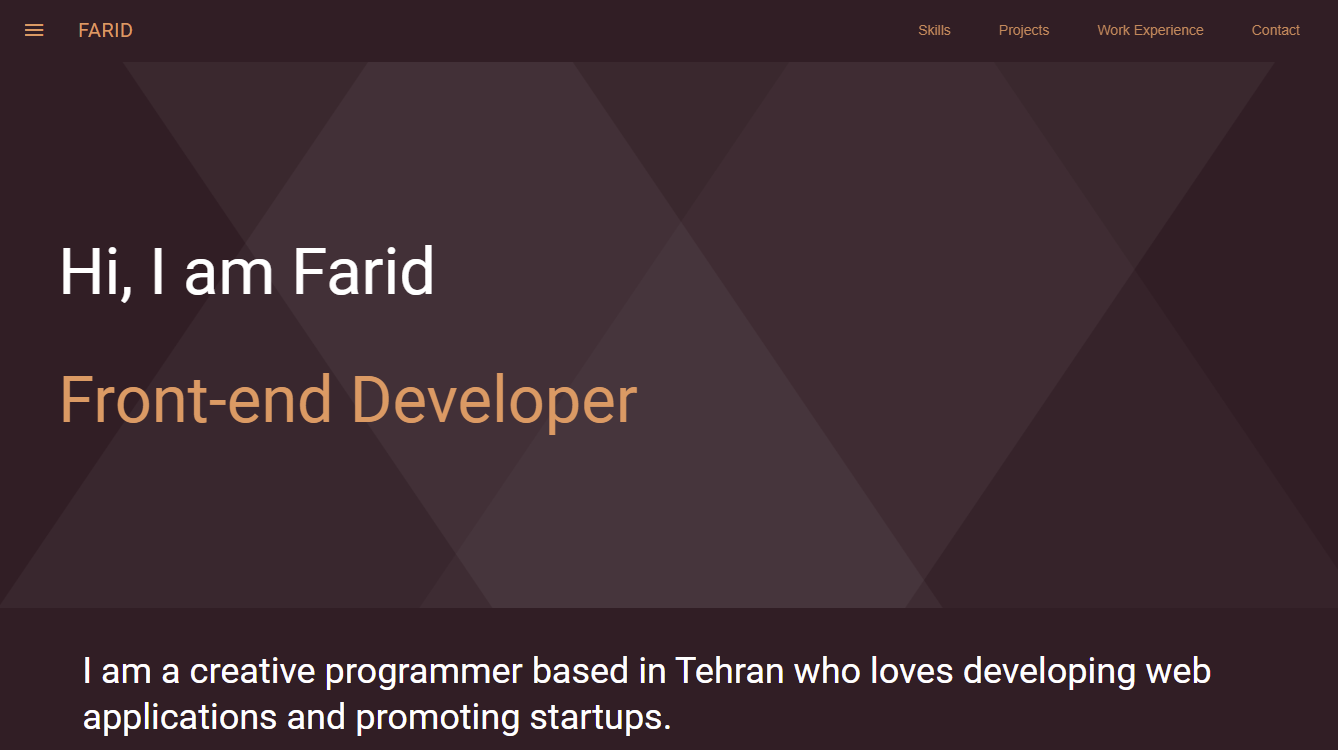 FARID
Skills
Projects
Work Experience
Contact
Hi, I am Farid
Front-end Developer
I am a creative programmer based in Tehran who loves developing web
applications and promoting startups.